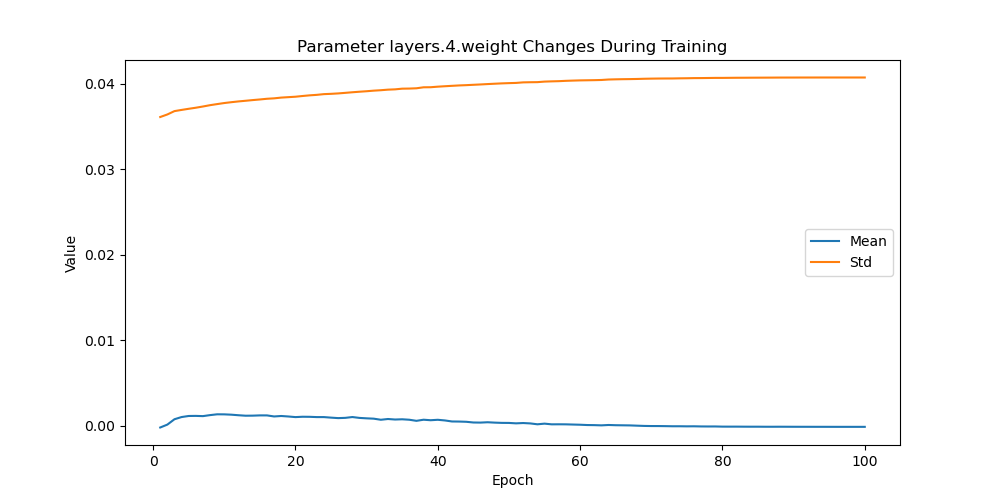 Parameter layers.4.weight Changes During Training
Value
0.04
0.03
0.02
0.01
0.00
Mean
Std
0
20
40
60
80
100
Epoch